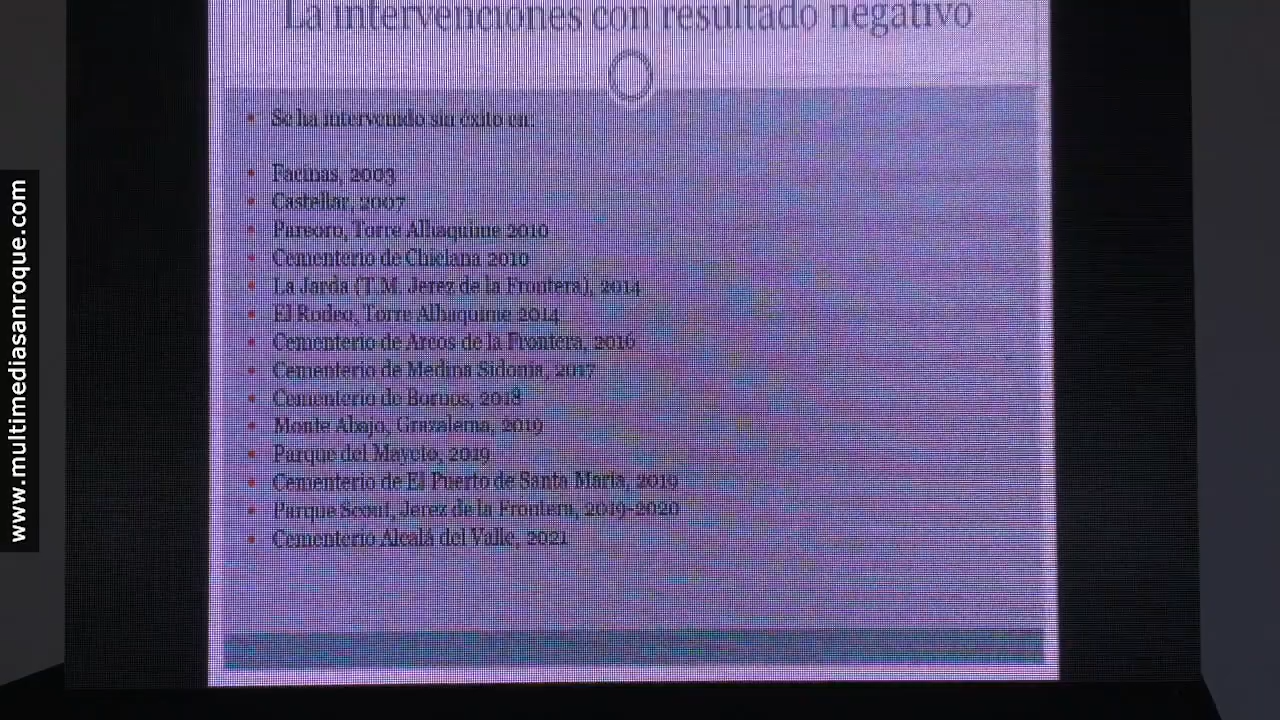 La intervenciones con resultado negativo
Se ha intervenido sin éxito en:
Facinas, 2003
Castellar, 2007
Torre Alhaquime 2010
Cementerio de Chiclana 2010
La Jarda (T.M. Jerez de la Frontera), 2014
El Rodeo, Torre Alhaquime 2014
Cementerio de Arcos de la Frontera, 2016
Cementerio de Medina Sidonia, 2017
Cementerio de Bornos, 2018
Monte Abajo, Grazalema, 2019
Parque del Mayeto, 2019
Cementerio de El Puerto de Santa María, 2019
Parque Scout, Jerez de la Frontera, 2019-2020
Cementerio Alcalá del Valle, 2021
www.multimediasanroque.com